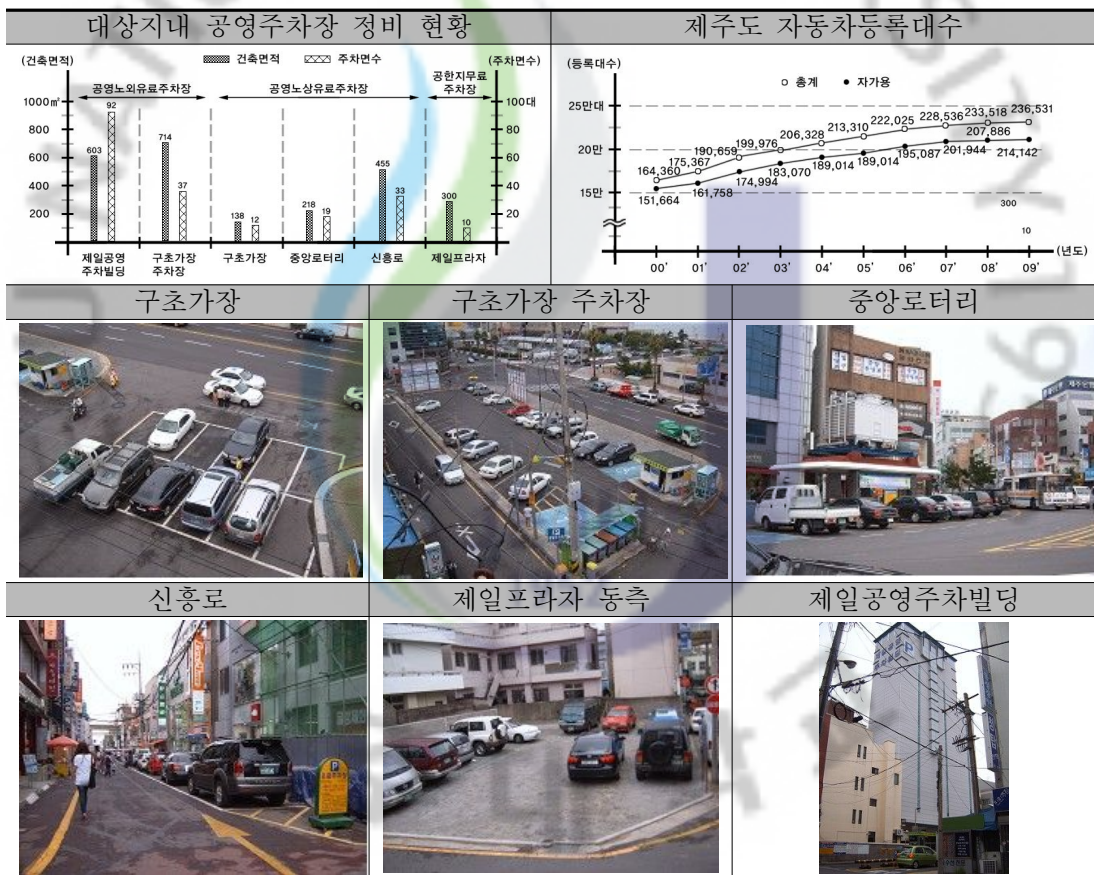 대상지내 공영주차장 정비 현황
제주도 자동차등록대수
(건축면적)
건축면적
주차면수
(주차면수)
공영노외유료주차장
공영노상유료주차장
공한지무료
주차장
1000㎡
800
600
400
200
100대
80
60
40
20
603
92
714
37
138
12
218
19
455
33
300
10
제일공영
주차빌딩
구초가장
주차장
구초가장
중앙로터리
신흥로
제일프라자
(등록대수)
총계
자가용
25만대
20만
15만
164,360
175,367
190,659
199,976
206,328
213,310
222,025
228,536
233,518
236,531
151,664
161,758
174,994
183,070
189,014
189,014
195,087
201,944
207,886
214,142
300
10
(년도)
00'
01'
02'
03'
04'
05'
06'
07'
08'
09'
구초가장
구초가장 주차장
중앙로터리
신흥로
제일프라자 동측
제일공영주차빌딩
P
P